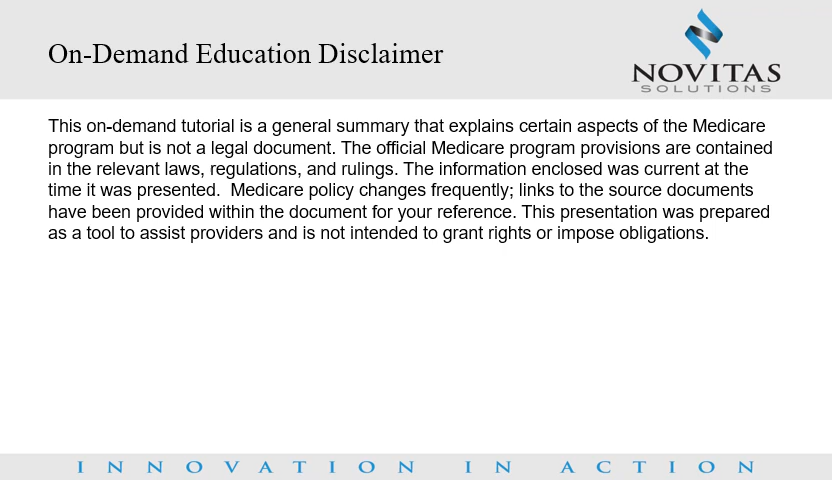 On-Demand Education Disclaimer
NOVITAS
SOLUTIONS
This on-demand tutorial is a general summary that explains certain aspects of the Medicare
program but is not a legal document. The official Medicare program provisions are contained
in the relevant laws, regulations, and rulings. The information enclosed was current at the
time it was presented.  Medicare policy changes frequently; links to the source documents
have been provided within the document for your reference. This presentation was prepared
as a tool to assist providers and is not intended to grant rights or impose obligations.
INNOVATION IN ACTION